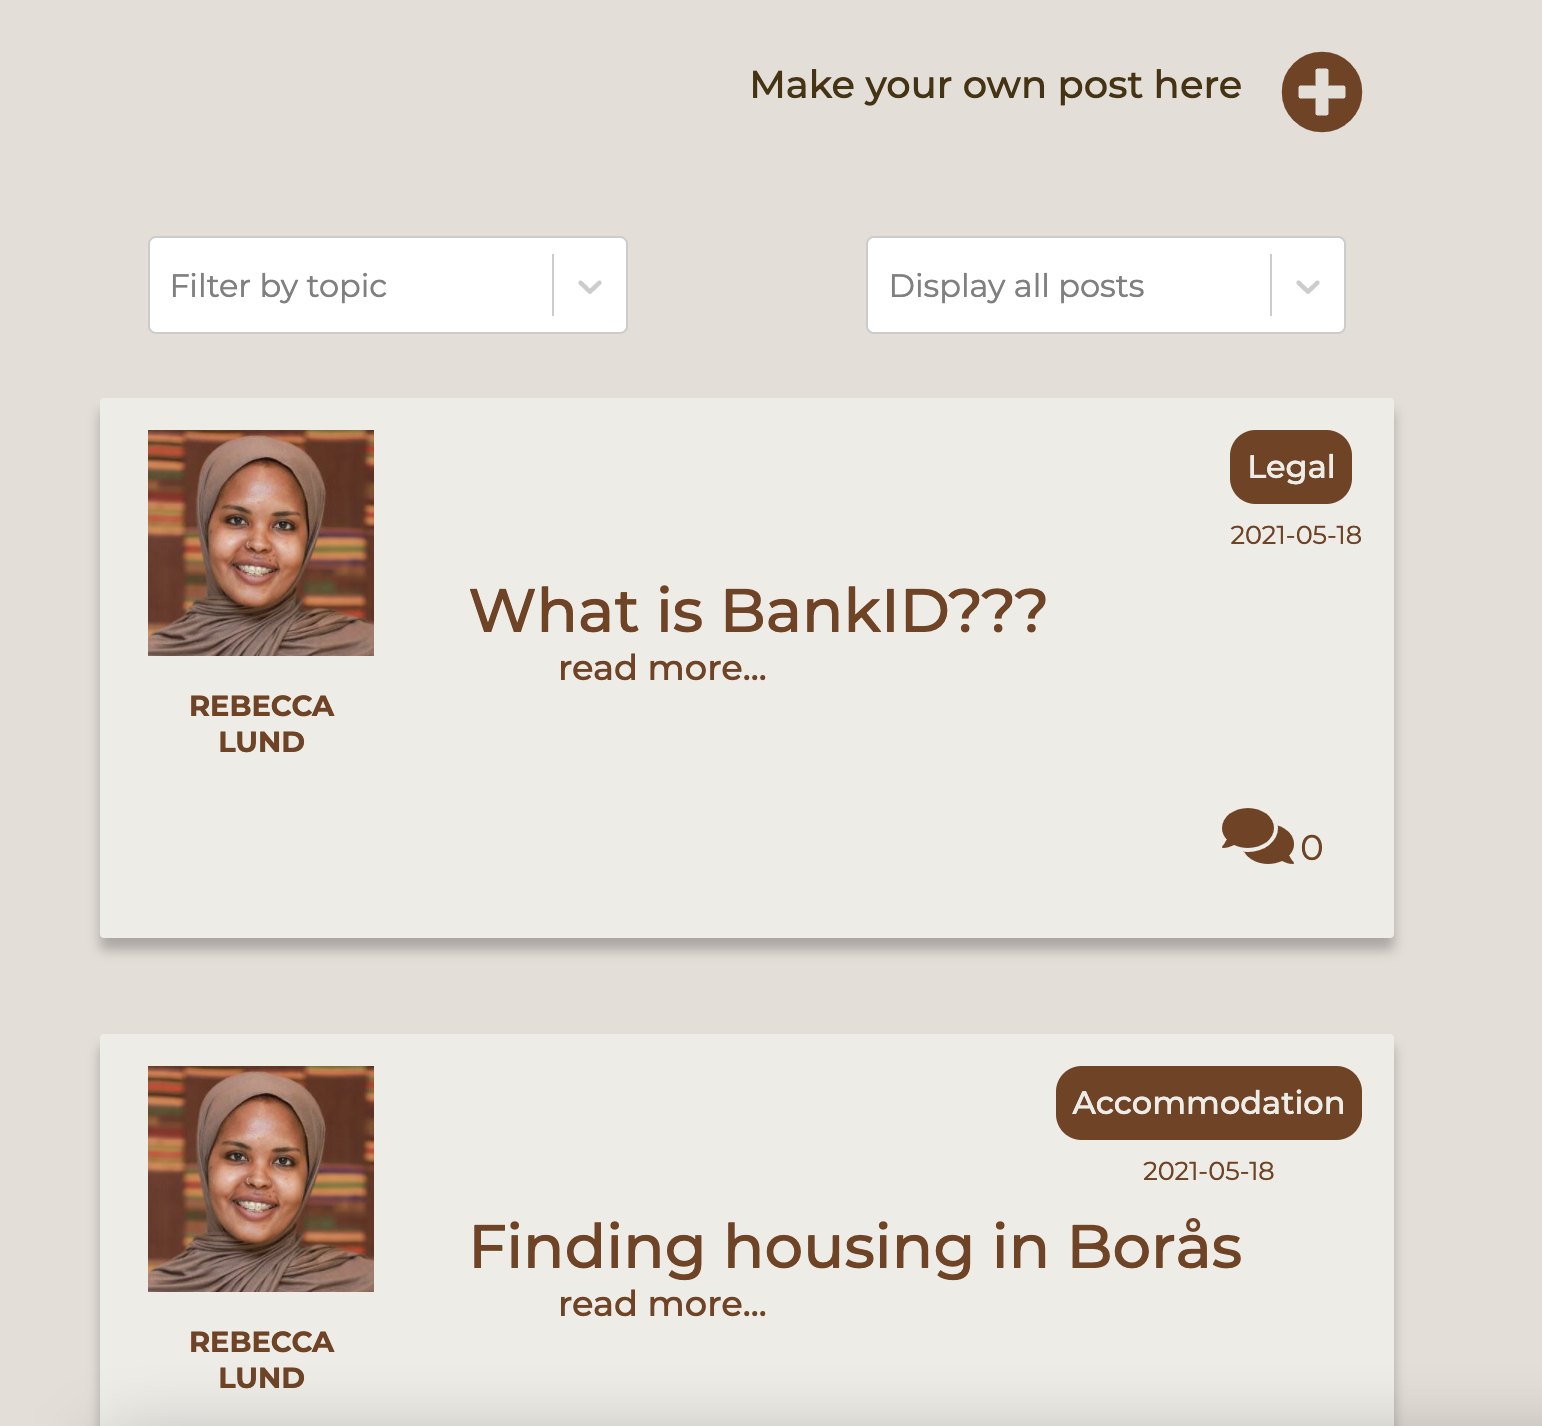 Make your own post here
Filter by topic
Display all posts
Legal
2021-05-18
What is BankID???
read more...
REBECCA
LUND
0
Accommodation
2021-05-18
Finding housing in Borås
read more...
REBECCA
LUND